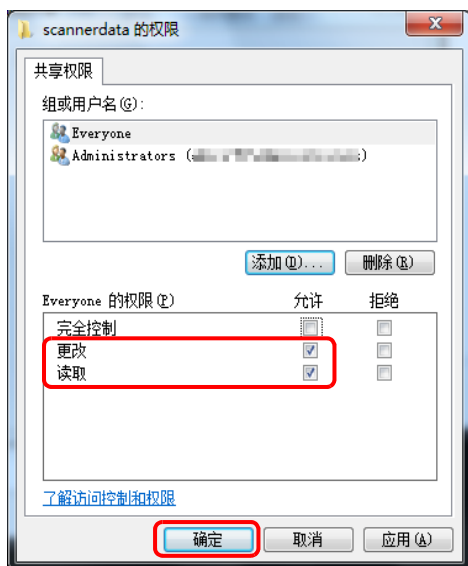 scannerdata 的权限
共享权限
组或用户名(G):
Everyone
Administrators (
添加(D)... 删除(R)
Everyone 的权限(P) 允许 拒绝
完全控制
更改
读取
了解访问控制和权限
确定 取消 应用(A)